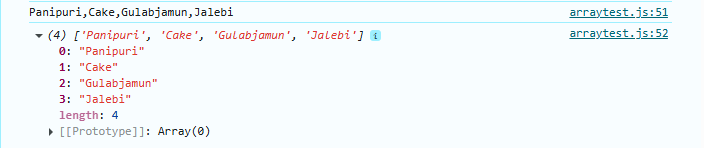 Panipuri,Cake,Gulabjamun,Jalebi arraytest.js:51
(4) ['Panipuri', 'Cake', 'Gulabjamun', 'Jalebi'] i arraytest.js:52
0: "Panipuri"
1: "Cake"
2: "Gulabjamun"
3: "Jalebi"
length: 4
[[Prototype]]: Array(0)